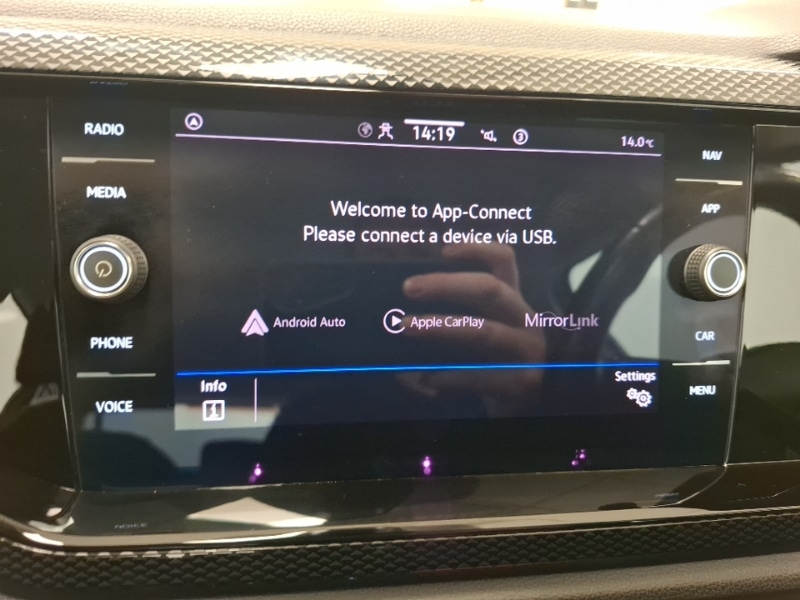 RADIO
MEDIA
PHONE
VOICE
14:19
3
14.0°C
Welcome to App-Connect
Please connect a device via USB.
Android Auto
Apple CarPlay
MirrorLink
Info
Settings
NAV
APP
CAR
MENU